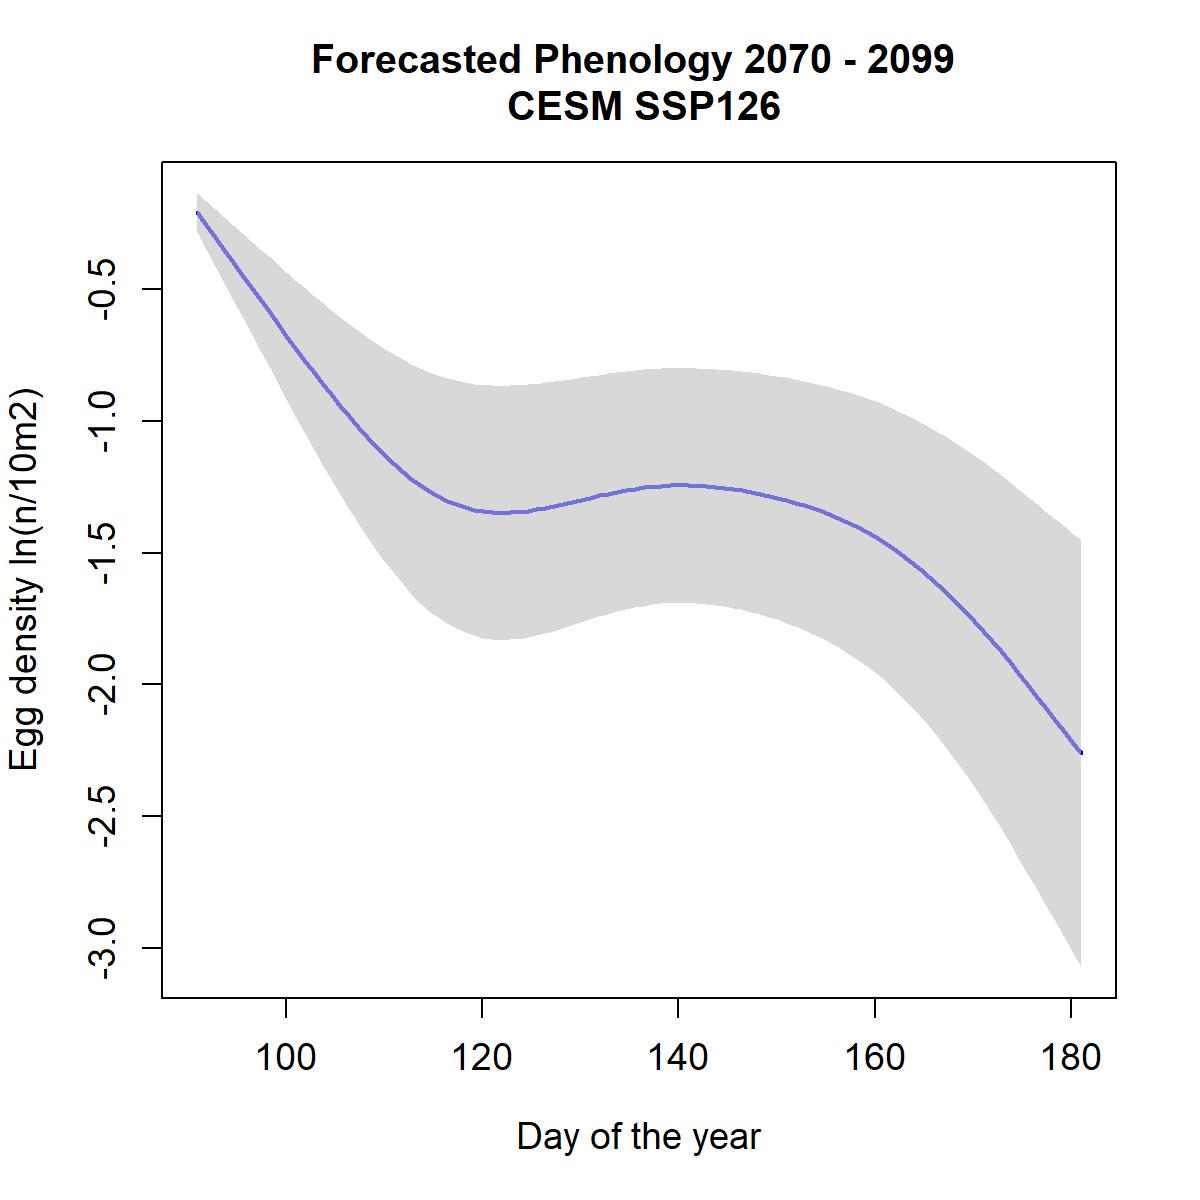 Forecasted Phenology 2070 - 2099
CESM SSP126
Egg density ln(n/10m2)
-0.5
-1.0
-1.5
-2.0
-2.5
-3.0
100 120 140 160 180
Day of the year